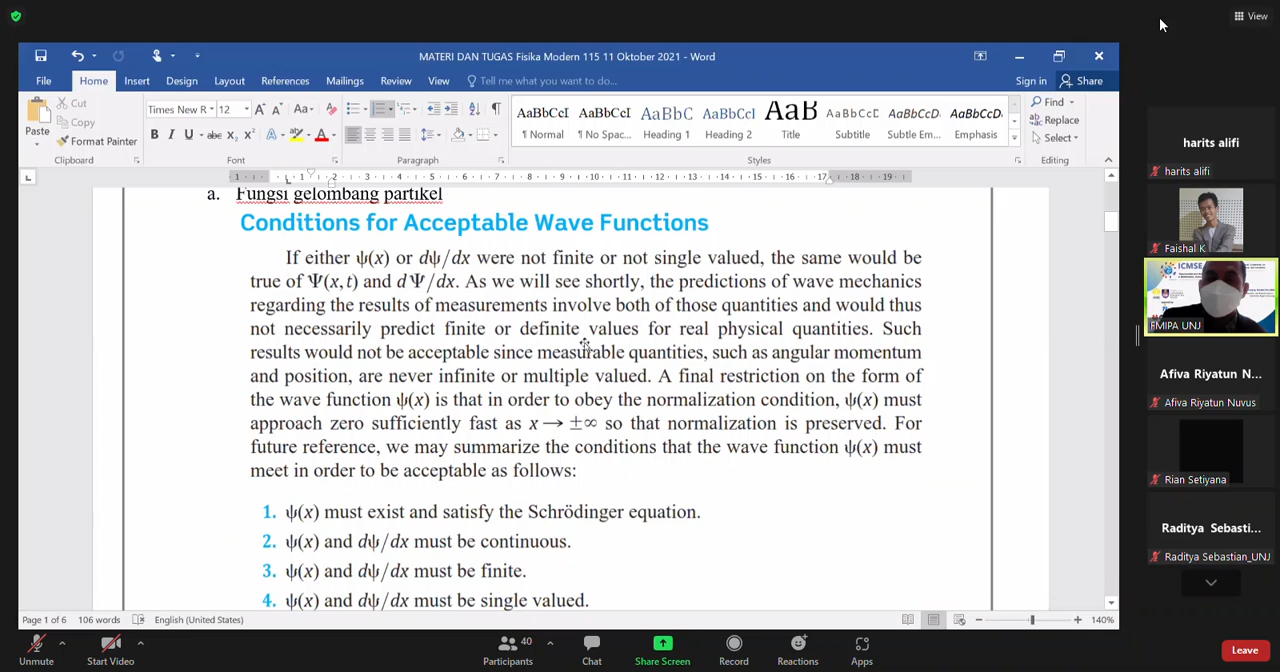 View
MATERI DAN TUGAS Fisika Modern 115 11 Oktober 2021 - Word
File Home Insert Design Layout References Mailings Review View Tell me what you want to do... Sign in Share
Cut
Copy
Paste
Format Painter
Clipboard
Times New R 12
Font
Paragraph
AaBbCcI AaBbCcI AaBbC AaBbCcI AaB AaBbCcC AaBbCcD. AaBbCcD.
¶ Normal ¶ No Spac... Heading 1 Heading 2 Title Subtitle Subtle Em... Emphasis
Styles
Find
Replace
Select
Editing
a. Fungsi gelombang partikel
Conditions for Acceptable Wave Functions
If either ψ(x) or dψ/dx were not finite or not single valued, the same would be
true of Ψ(x, t) and dΨ/dx. As we will see shortly, the predictions of wave mechanics
regarding the results of measurements involve both of those quantities and would thus
not necessarily predict finite or definite values for real physical quantities. Such
results would not be acceptable since measurable quantities, such as angular momentum
and position, are never infinite or multiple valued. A final restriction on the form of
the wave function ψ(x) is that in order to obey the normalization condition, ψ(x) must
approach zero sufficiently fast as x → ±∞ so that normalization is preserved. For
future reference, we may summarize the conditions that the wave function ψ(x) must
meet in order to be acceptable as follows:
1. ψ(x) must exist and satisfy the Schrödinger equation.
2. ψ(x) and dψ/dx must be continuous.
3. ψ(x) and dψ/dx must be finite.
4. ψ(x) and dψ/dx must be single valued.
Page 1 of 6 106 words English (United States) 140%
harits alifi
harits alifi
Faishal K
ICMSE
FMIPA UNJ
Afiva Riyatun N...
Afiva Riyatun Nuvus
Rian Setiyana
Raditya Sebasti...
Raditya Sebastian_UNJ
Unmute
Start Video
Participants 40
Chat
Share Screen
Record
Reactions
Apps
Leave